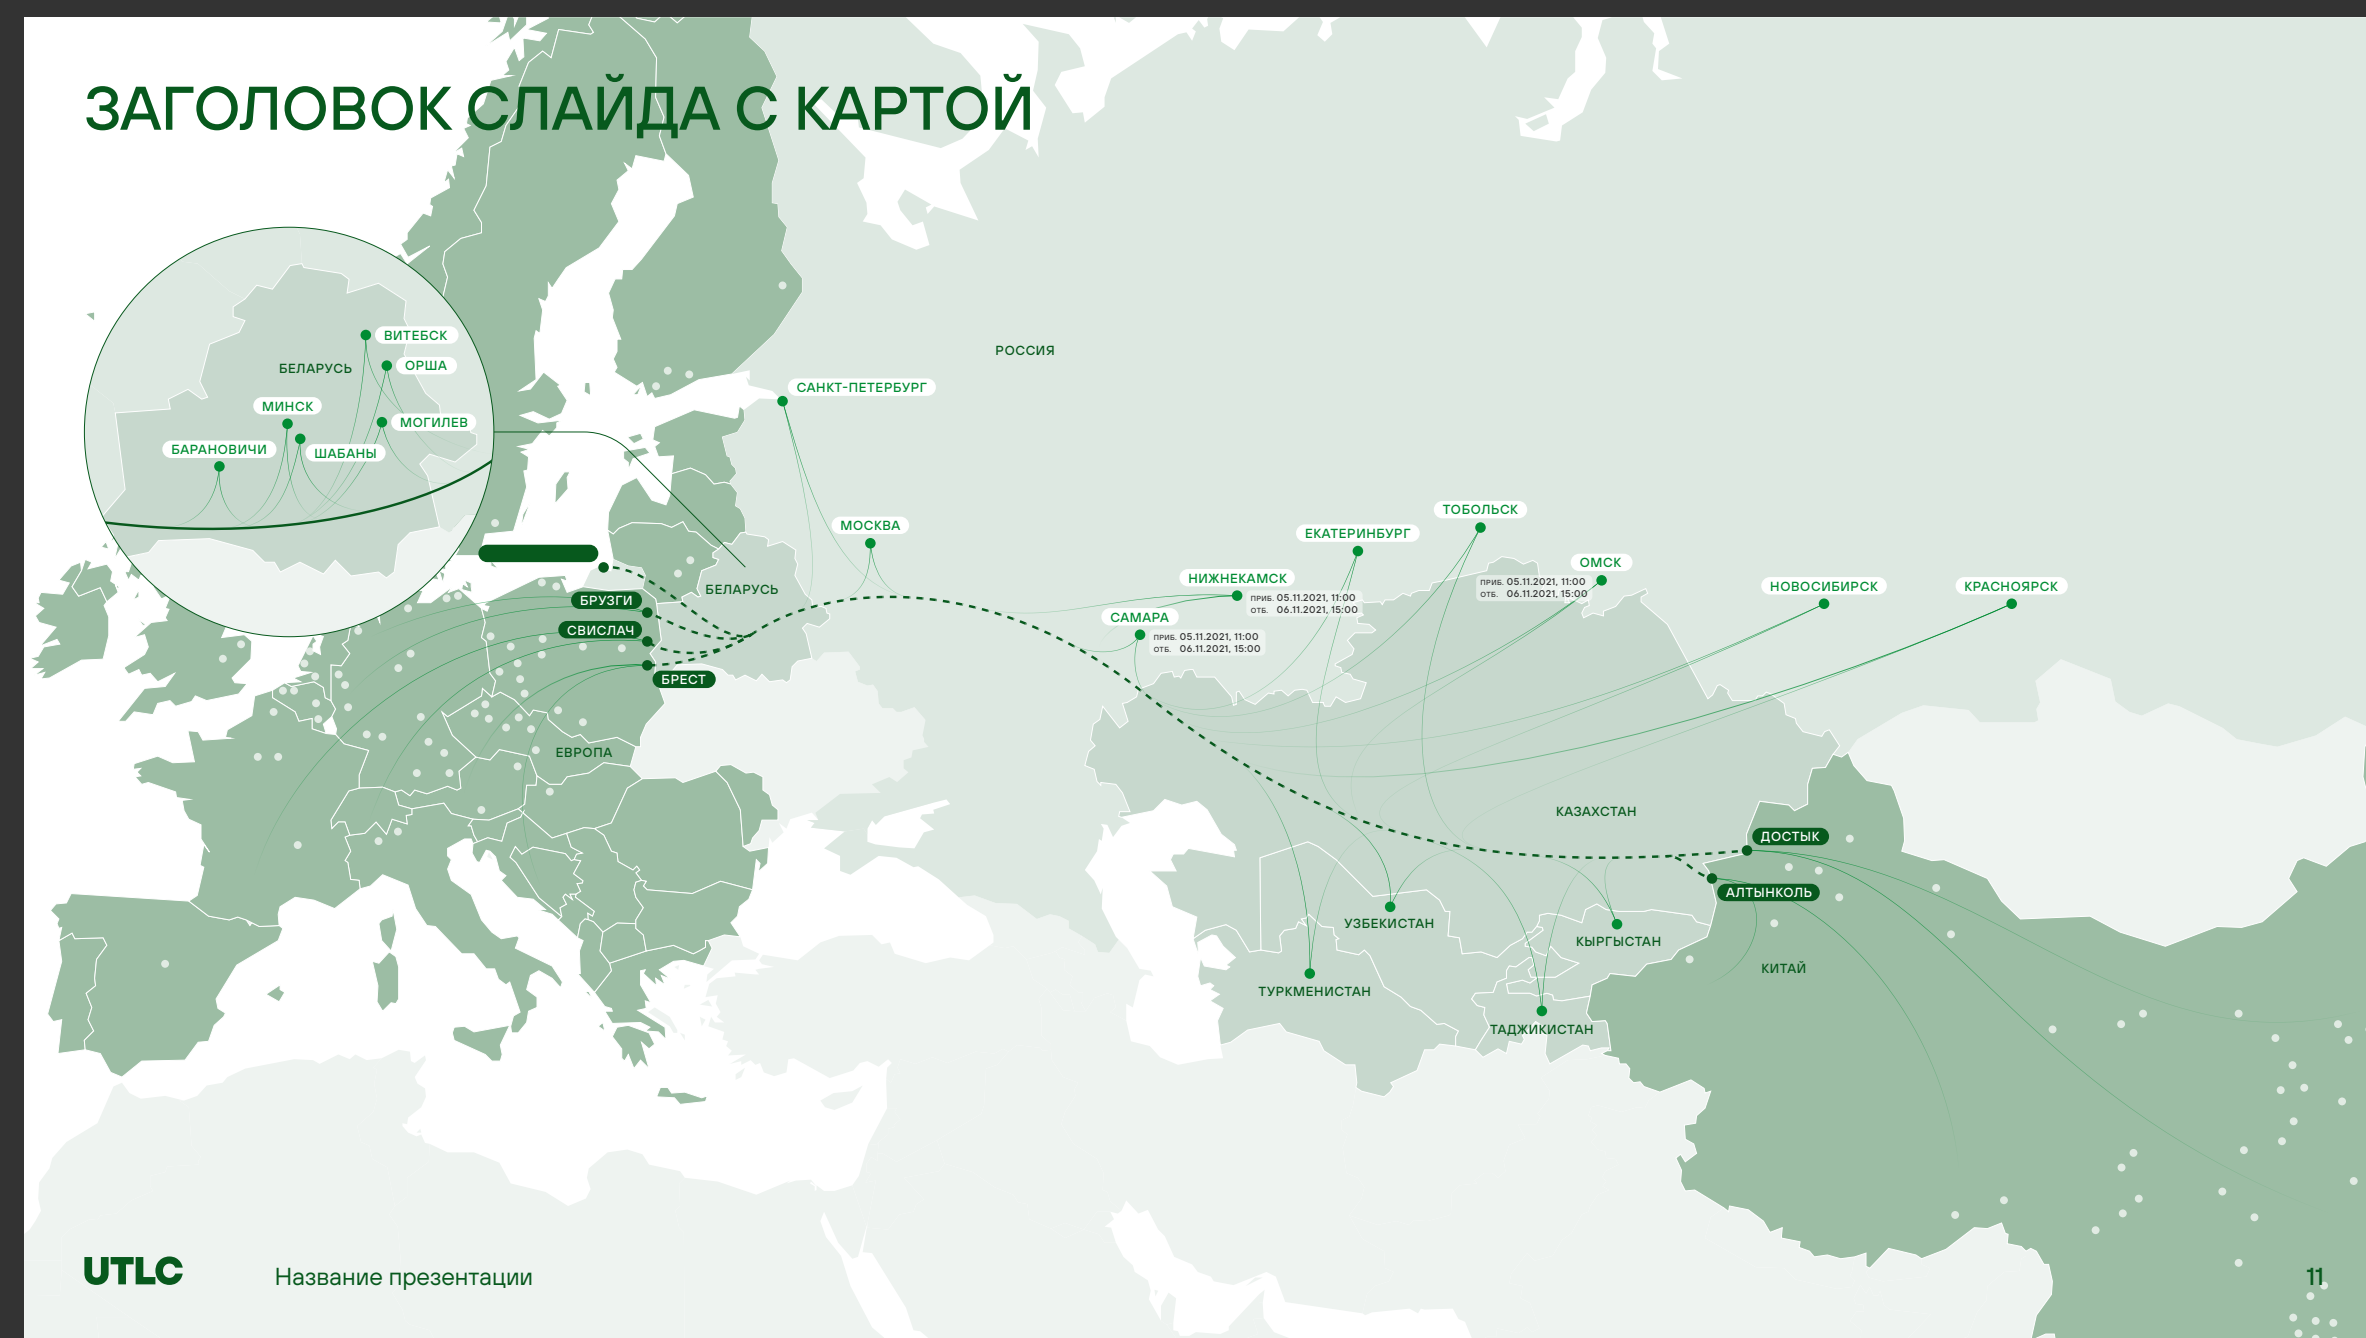 ЗАГОЛОВОК СЛАЙДА С КАРТОЙ
ВИТЕБСК
БЕЛАРУСЬ
ОРША
МИНСК
МОГИЛЕВ
БАРАНОВИЧИ
ШАБАНЫ
РОССИЯ
САНКТ-ПЕТЕРБУРГ
МОСКВА
БЕЛАРУСЬ
БРУЗГИ
СВИСЛАЧ
БРЕСТ
ЕВРОПА
ТОБОЛЬСК
ЕКАТЕРИНБУРГ
ОМСК
ПРИБ. 05.11.2021, 11:00
ОТБ. 06.11.2021, 15:00
НИЖНЕКАМСК
ПРИБ. 05.11.2021, 11:00
ОТБ. 06.11.2021, 15:00
САМАРА
ПРИБ. 05.11.2021, 11:00
ОТБ. 06.11.2021, 15:00
НОВОСИБИРСК
КРАСНОЯРСК
КАЗАХСТАН
ДОСТЫК
АЛТЫНКОЛЬ
УЗБЕКИСТАН
КЫРГЫСТАН
КИТАЙ
ТУРКМЕНИСТАН
ТАДЖИКИСТАН
UTLC
Название презентации
11